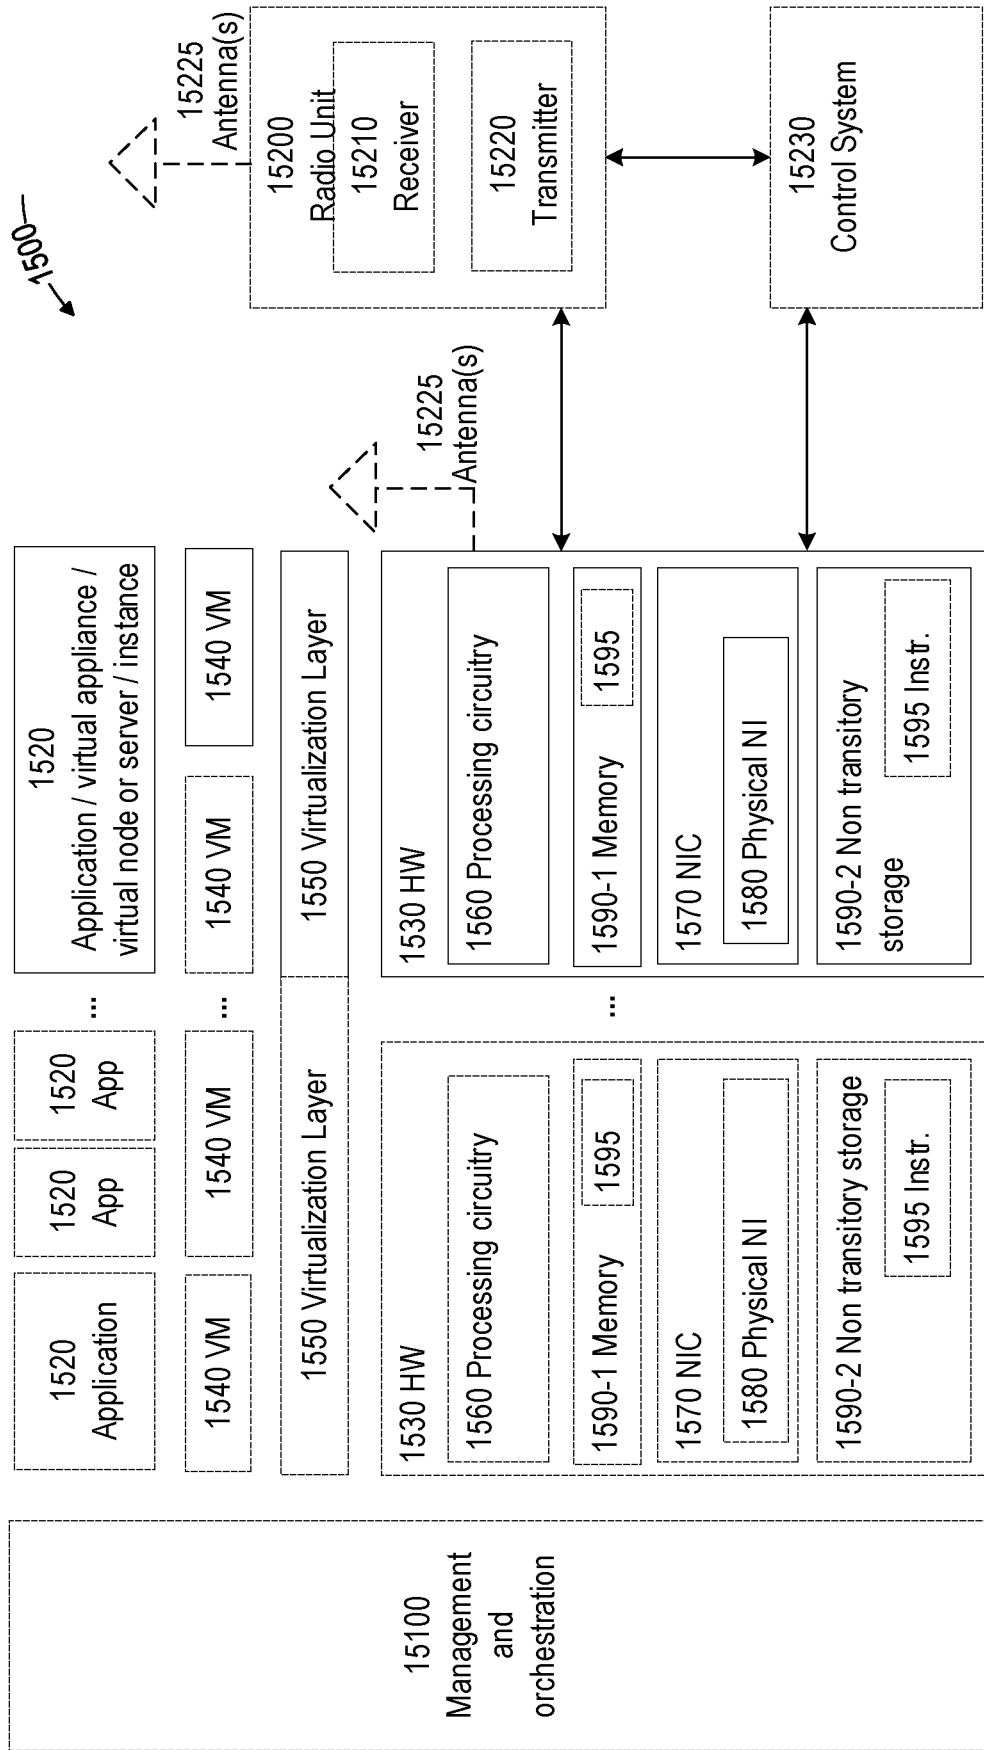 1500
15100
Management
and
orchestration
1520
Application
1520
App
1520
App
...
1520
Application / virtual appliance /
virtual node or server / instance
1540 VM
1540 VM
...
1540 VM
1540 VM
1550 Virtualization Layer
1550 Virtualization Layer
1530 HW
1560 Processing circuitry
1590-1 Memory
1595
1570 NIC
1580 Physical NI
1590-2 Non transitory storage
1595 Instr.
...
1530 HW
1560 Processing circuitry
1590-1 Memory
1595
1570 NIC
1580 Physical NI
1590-2 Non transitory
storage
1595 Instr.
15225
Antenna(s)
15225
Antenna(s)
15200
Radio Unit
15210
Receiver
15220
Transmitter
15230
Control System